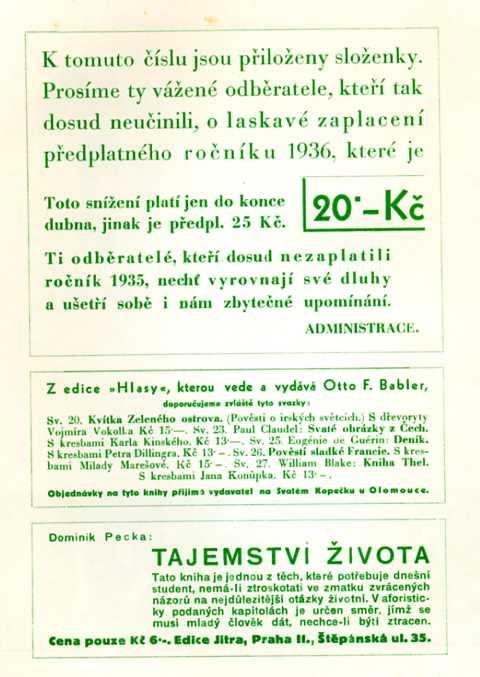 K tomuto číslu jsou přiloženy složenky.
Prosíme ty vážené odběratele, kteří tak
dosud neučinili, o laskavé zaplacení
předplatného ročníku 1936, které je
Toto snížení platí jen do konce
dubna, jinak je předpl. 25 Kč.
20·–Kč
Ti odběratelé, kteří dosud nezaplatili
ročník 1935, nechť vyrovnají své dluhy
a ušetří sobě i nám zbytečné upomínání.
ADMINISTRACE.
Z edice »Hlasy«, kterou vede a vydává Otto F. Babler,
doporučujeme zvláště tyto svazky:
Sv. 20. Kvítka Zeleného ostrova. (Pověsti o irských světcích.) S dřevoryty
Vojmíra Vokolka Kč 15·—. Sv. 23. Paul Claudel: Svaté obrázky z Čech.
S kresbami Karla Kinského. Kč 13·—. Sv. 25. Eugénie de Guérin: Deník.
S kresbami Petra Dillingra. Kč 13·–. Sv. 26. Pověsti sladké Francie. S kres-
bami Milady Marešové. Kč 15·–. Sv. 27. William Blake: Kniha Thel.
S kresbami Jana Konůpka. Kč 13·–.
Objednávky na tyto knihy přijímá vydavatel na Svatém Kopečku u Olomouce.
Dominik Pecka:
TAJEMSTVÍ ŽIVOTA
Tato kniha je jednou z těch, které potřebuje dnešní
student, nemá-li ztroskotati ve zmatku zvrácených
názorů na nejdůležitější otázky životní. V aforisticky
podaných kapitolách je určen směr, jímž se
musí mladý člověk dát, nechce-li býti ztracen.
Cena pouze Kč 6·–. Edice Jitra, Praha II., Štěpánská ul. 35.